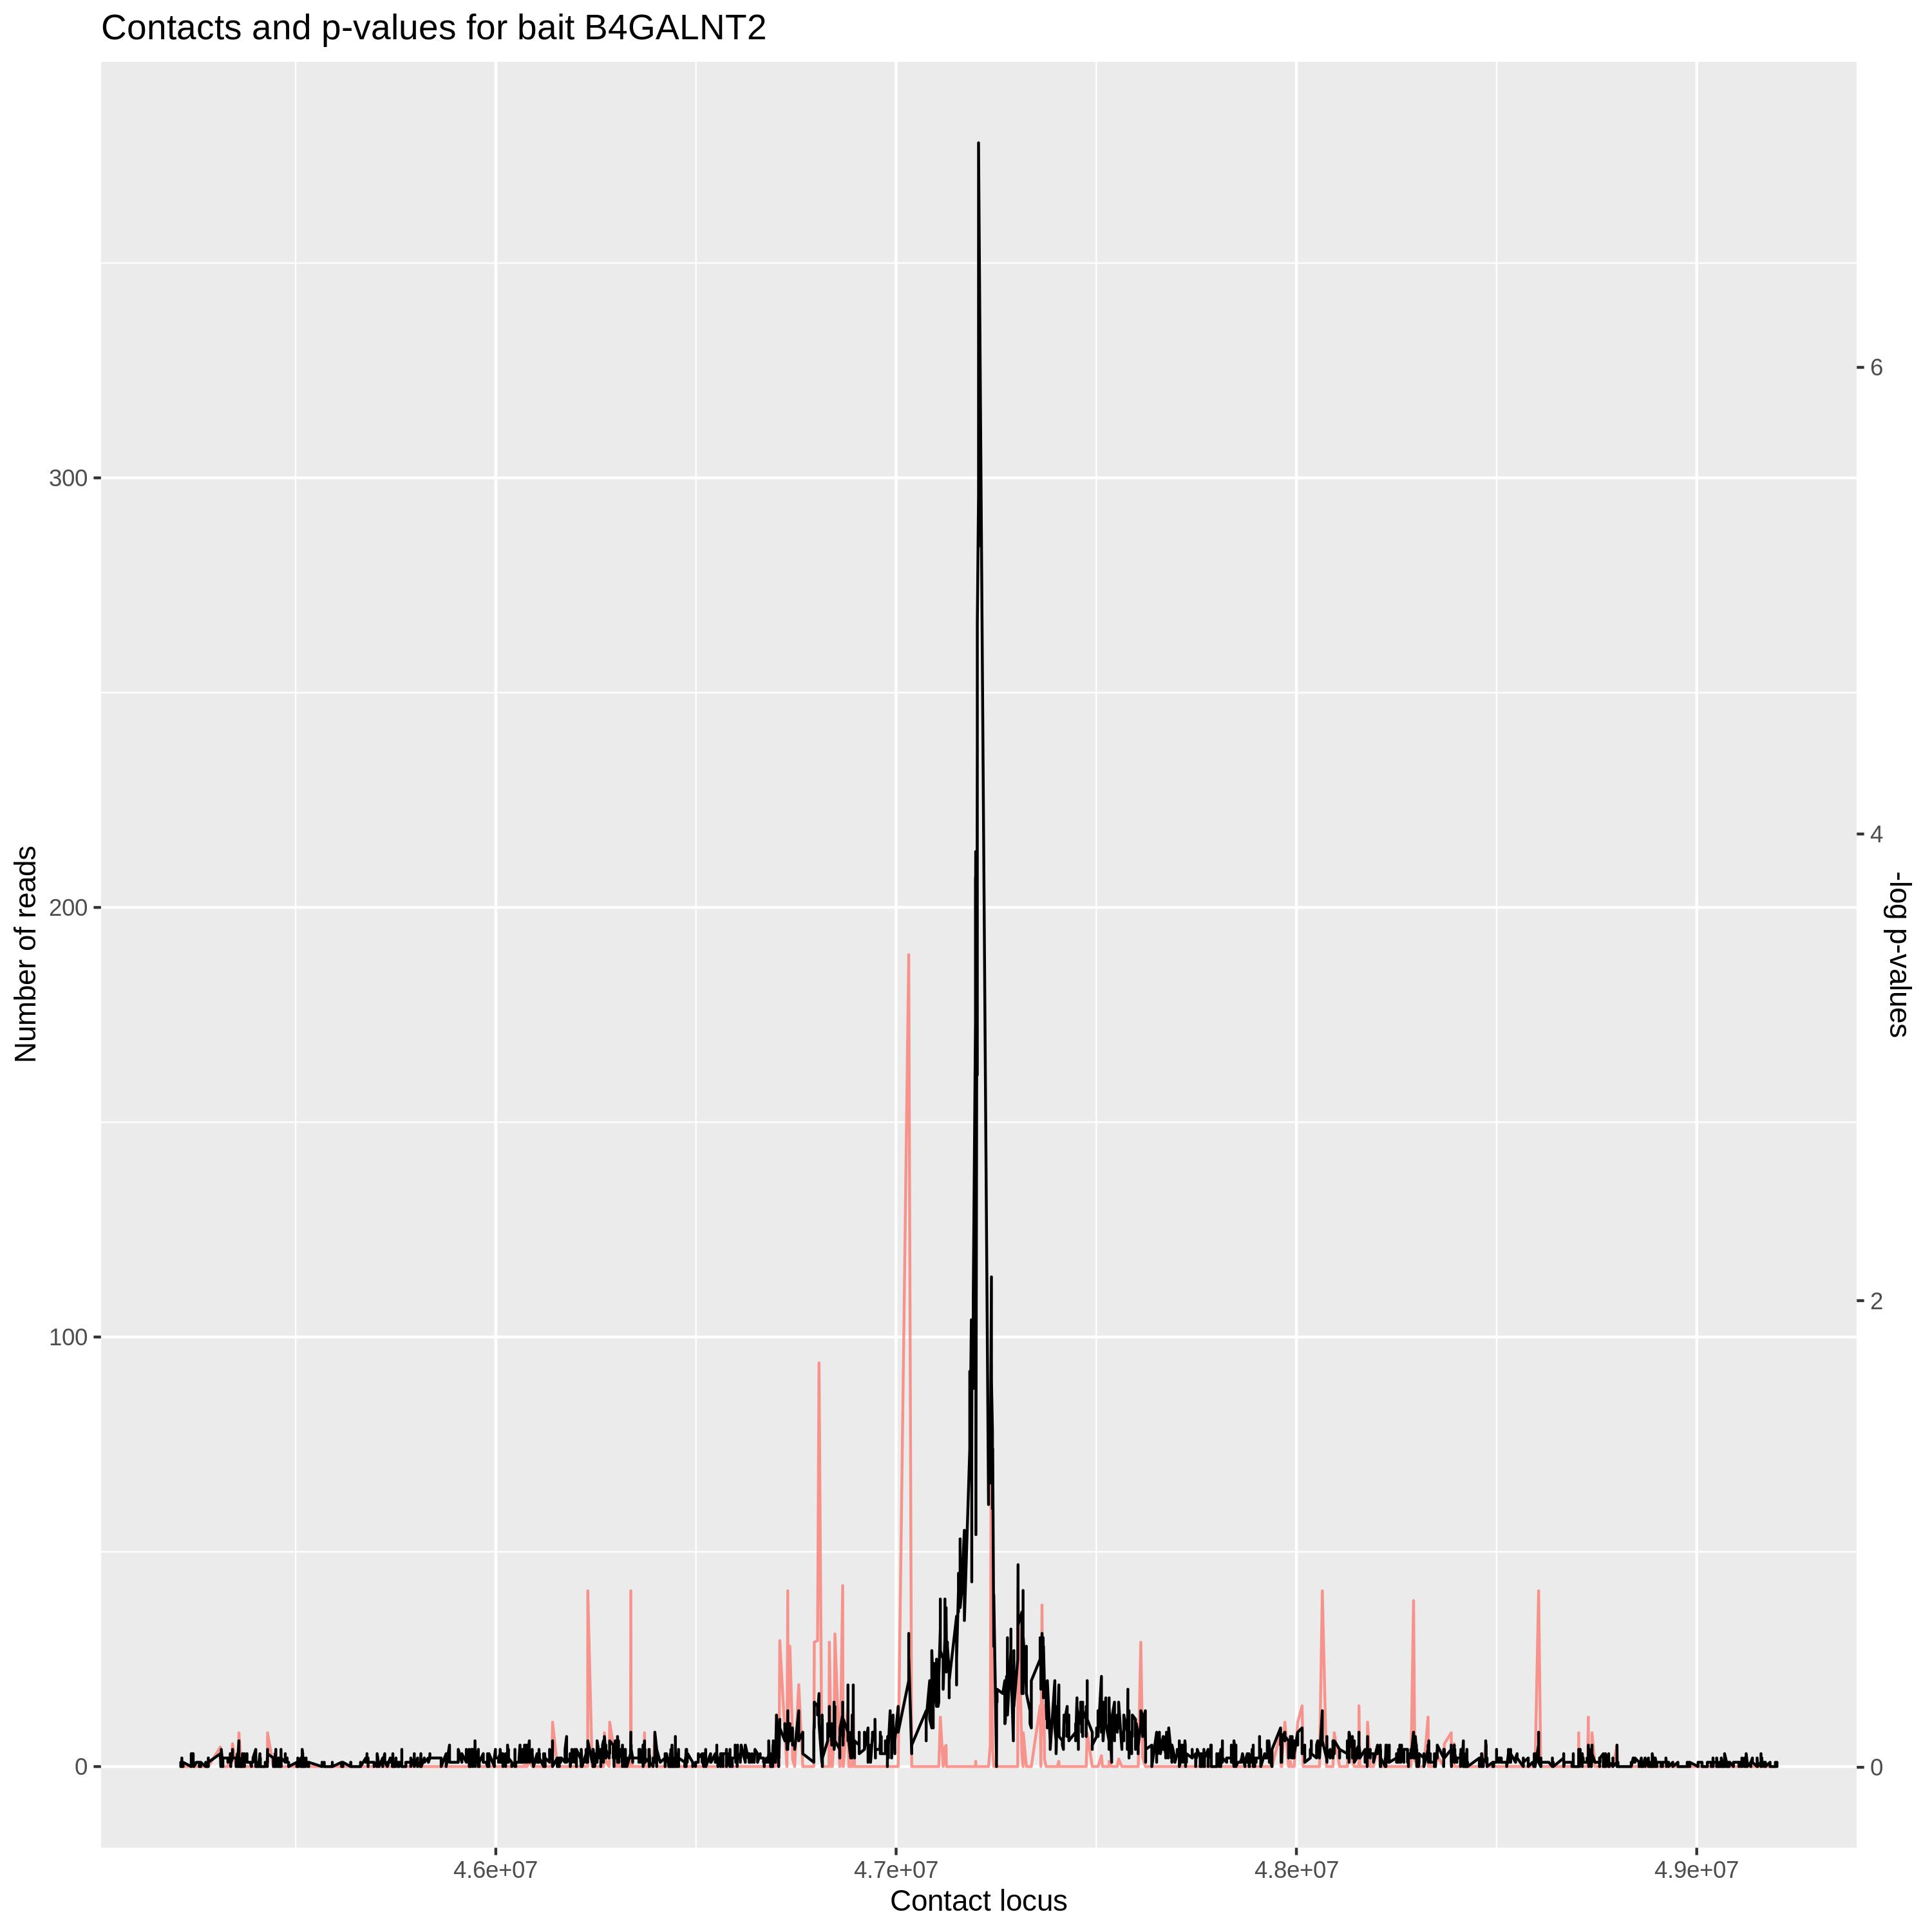 Contacts and p-values for bait B4GALNT2
Number of reads
300
200
100
0
6
4
2
0
-log p-values
4.6e+07
4.7e+07
4.8e+07
4.9e+07
Contact locus